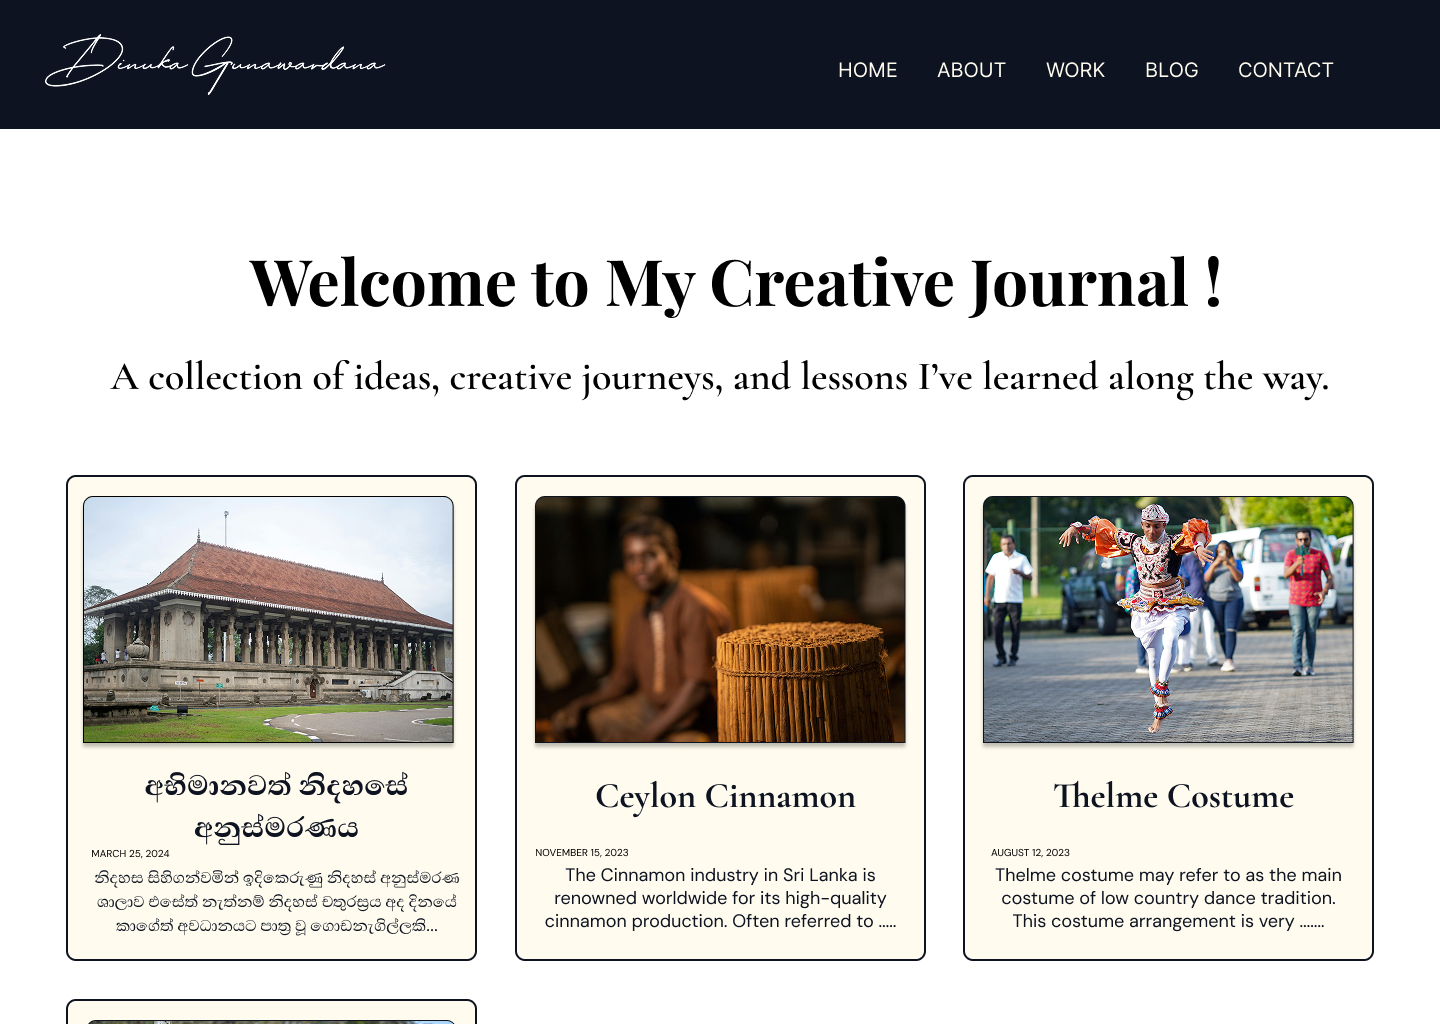 Dinuka Gunawardana
HOME ABOUT WORK BLOG CONTACT
Welcome to My Creative Journal !
A collection of ideas, creative journeys, and lessons I’ve learned along the way.
අභිමානවත් නිදහසේ
අනුස්මරණය
MARCH 25, 2024
නිදහස සිහිගන්වමින් ඉදිකෙරුණු නිදහස් අනුස්මරණ
ශාලාව එසේත් නැත්නම් නිදහස් චතුරස්‍රය අද දිනයේ
කාගේත් අවධානයට පාත්‍ර වූ ගොඩනැගිල්ලකි...
Ceylon Cinnamon
NOVEMBER 15, 2023
The Cinnamon industry in Sri Lanka is
renowned worldwide for its high-quality
cinnamon production. Often referred to .....
Thelme Costume
AUGUST 12, 2023
Thelme costume may refer to as the main
costume of low country dance tradition.
This costume arrangement is very .......